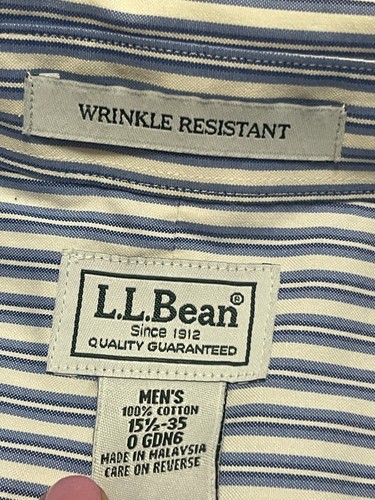 WRINKLE RESISTANT
L.L.Bean®
Since 1912
QUALITY GUARANTEED
MEN'S
100% COTTON
15½-35
0 GDN6
MADE IN MALAYSIA
CARE ON REVERSE